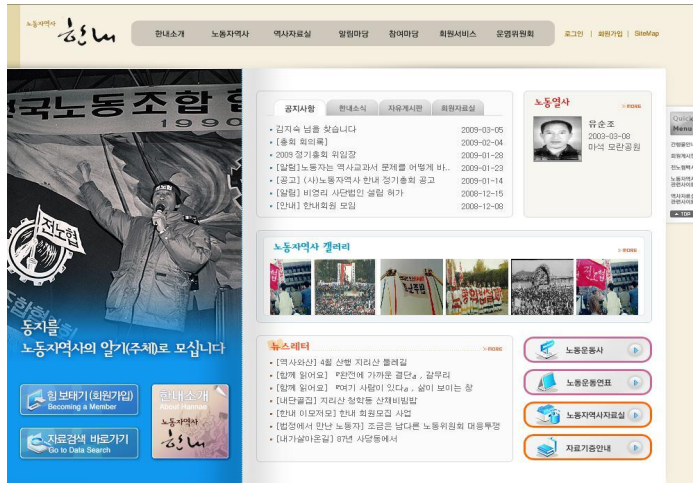 노동자역사
한내
한내소개 노동자역사 역사자료실 알림마당 참여마당 회원서비스 운영위원회
로그인 | 회원가입 | SiteMap
전국노동조합
1990
전노협
동지를
노동자역사의 알기(주체)로 모십니다
힘 보태기(회원가입)
Becoming a Member
자료검색 바로가기
Go to Data Search
한내소개
About Hannae
노동자역사
한내
공지사항 한내소식 자유게시판 회원자료실
• 김지숙 님을 찾습니다 2009-03-05
• [총회 회의록] 2009-02-04
• 2009 정기총회 위임장 2009-01-28
• [알림]노동자는 역사교과서 문제를 어떻게 바.. 2009-01-23
• [공고] (사)노동자역사 한내 정기총회 공고 2009-01-14
• [알림] 비영리 사단법인 설립 허가 2008-12-15
• [안내] 한내회원 모임 2008-12-08
노동열사
> MORE
유순조
2003-03-08
마석 모란공원
노동자역사 갤러리
> MORE
뉴스레터
> MORE
• [역사와산] 4월 산행 지리산 둘레길
• [함께 읽어요] 『완전에 가까운 결단』, 갈무리
• [함께 읽어요] 『여기 사람이 있다』, 삶이 보이는 창
• [내단골집] 지리산 청학동 산채비빔밥
• [한내 이모저모] 한내 회원모집 사업
• [법정에서 만난 노동자] 조금은 남다른 노동위원회 대응투쟁
• [내가살아온길] 87년 사당동에서
노동운동사
노동운동연표
노동자역사자료실
자료기증안내
Quick
Menu
TOP